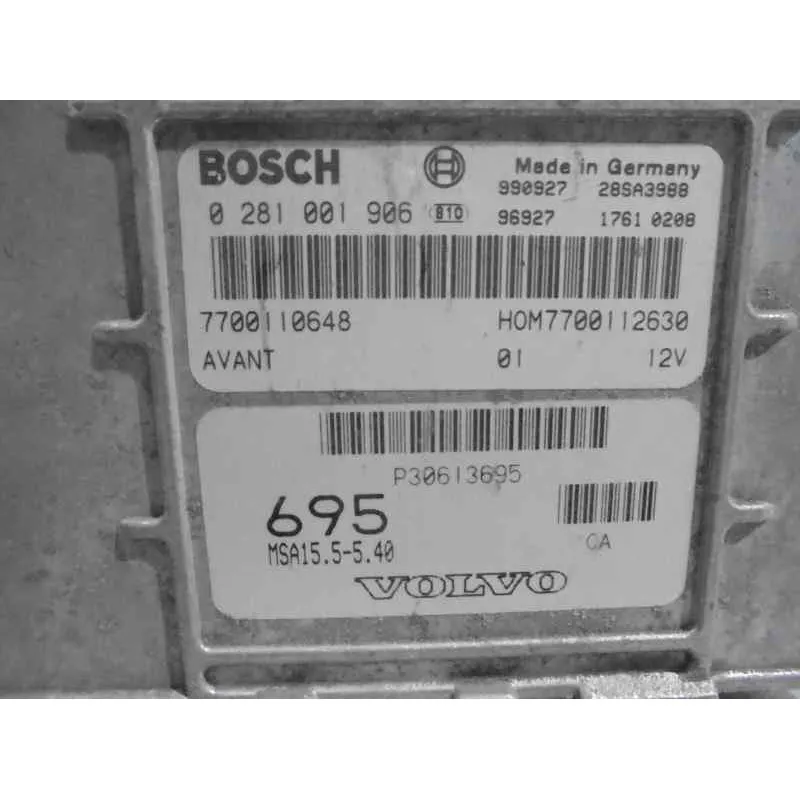 BOSCH Made in Germany
990927 28SA3988
0 281 001 906 810 96927 1761 0208
7700110648 HOM7700112630
AVANT 01 12V
P30613695
695
MSA15.5-5.40 CA
VOLVO